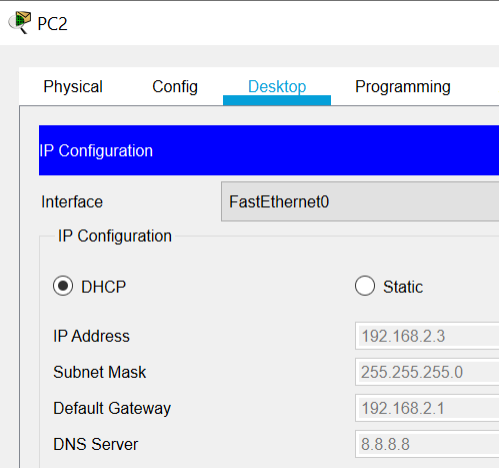 PC2
Physical Config Desktop Programming
IP Configuration
Interface FastEthernet0
IP Configuration
DHCP Static
IP Address 192.168.2.3
Subnet Mask 255.255.255.0
Default Gateway 192.168.2.1
DNS Server 8.8.8.8